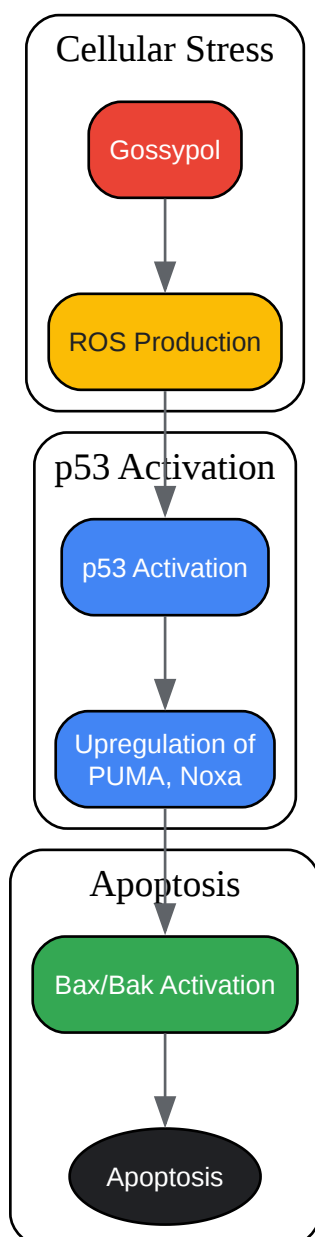 Cellular Stress
Gossypol
ROS Production
p53 Activation
p53 Activation
Upregulation of
PUMA, Noxa
Apoptosis
Bax/Bak Activation
Apoptosis